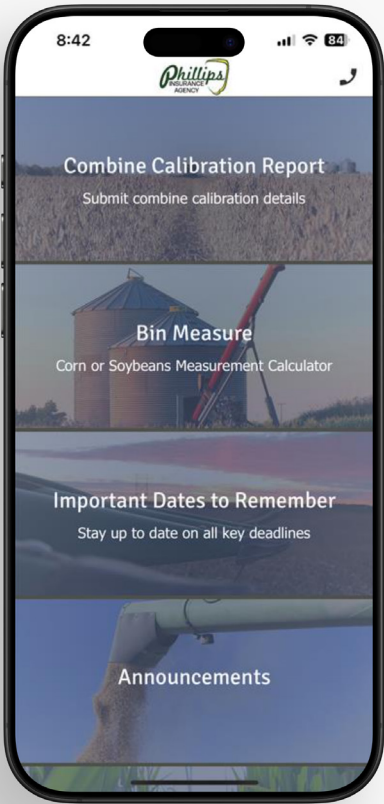 8:42
84
Phillips
INSURANCE
AGENCY
Combine Calibration Report
Submit combine calibration details
Bin Measure
Corn or Soybeans Measurement Calculator
Important Dates to Remember
Stay up to date on all key deadlines
Announcements